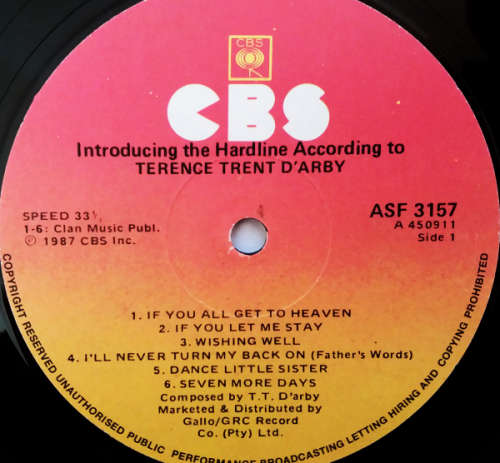 CBS
CBS
Introducing the Hardline According to
TERENCE TRENT D'ARBY
SPEED 33⅓
1-6: Clan Music Publ.
℗ 1987 CBS Inc.
ASF 3157
A 450911
Side 1
1. IF YOU ALL GET TO HEAVEN
2. IF YOU LET ME STAY
3. WISHING WELL
4. I'LL NEVER TURN MY BACK ON (Father's Words)
5. DANCE LITTLE SISTER
6. SEVEN MORE DAYS
Composed by T.T. D'arby
Marketed & Distributed by
Gallo/GRC Record
Co. (Pty) Ltd.
COPYRIGHT RESERVED UNAUTHORISED PUBLIC PERFORMANCE BROADCASTING LETTING HIRING AND COPYING PROHIBITED